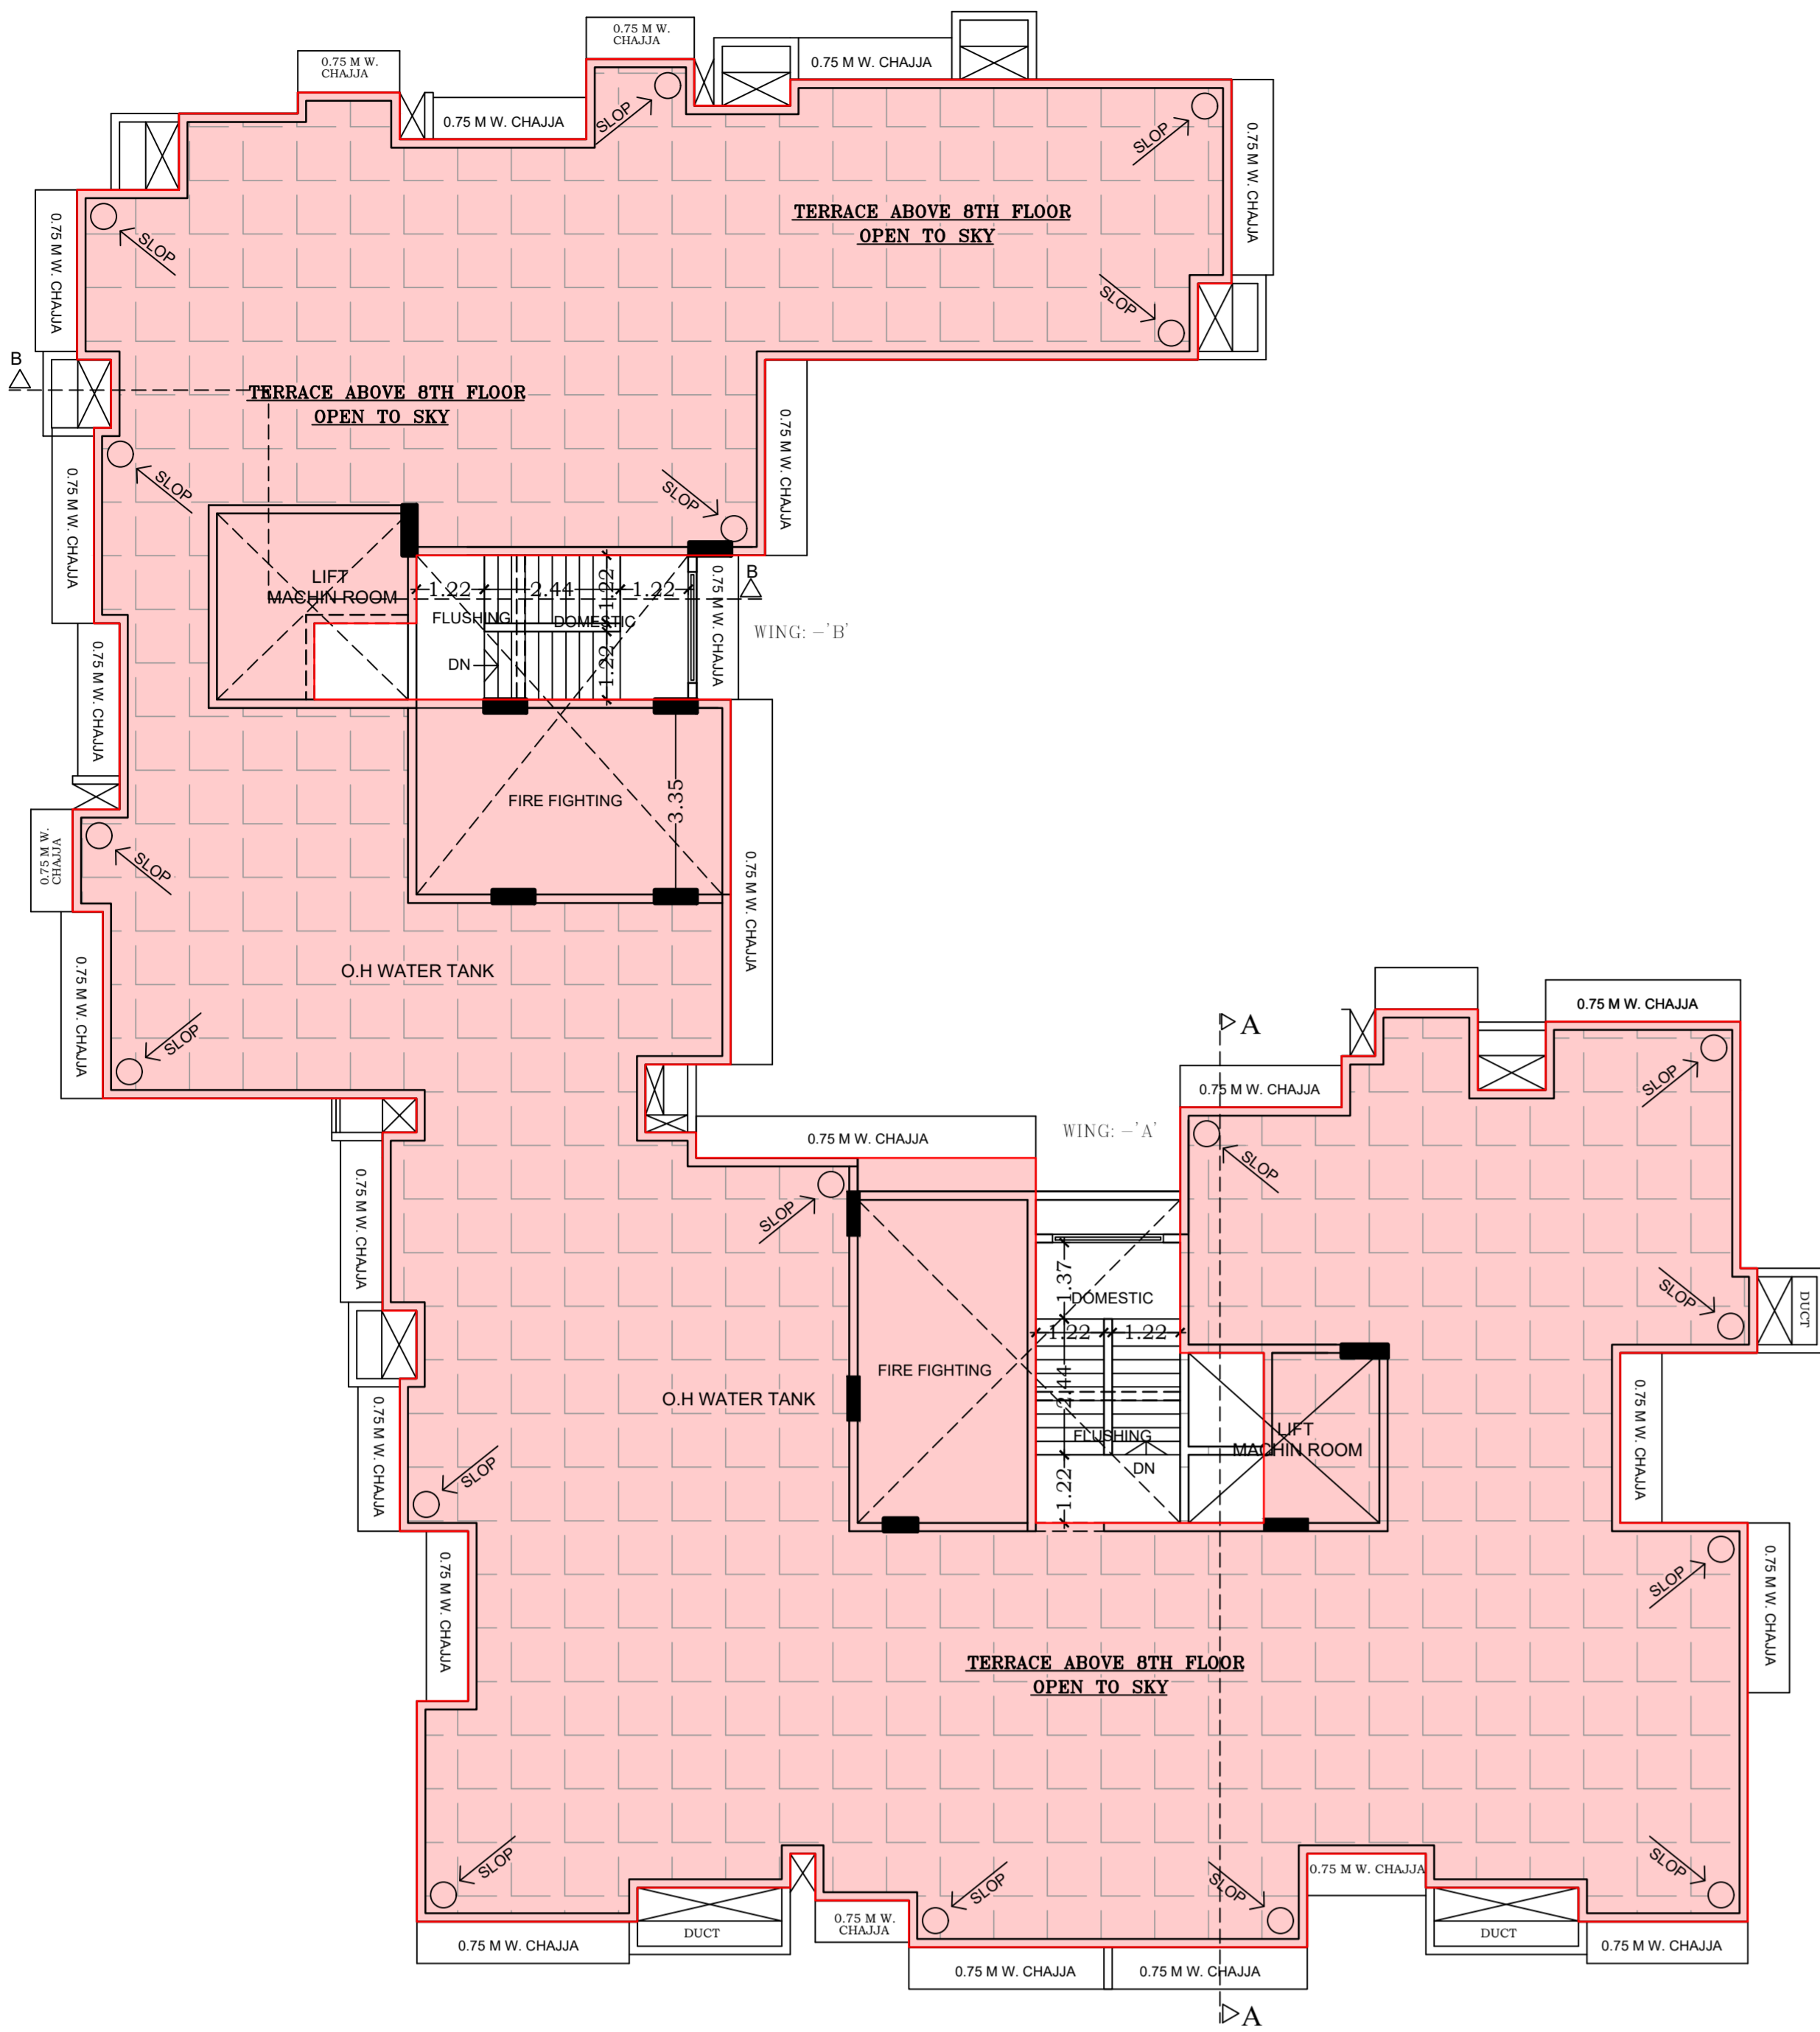 0.75 M W.
CHAJJA
0.75 M W.
CHAJJA
0.75 M W. CHAJJA
0.75 M W. CHAJJA
SLOP
SLOP
0.75 M W. CHAJJA
TERRACE ABOVE 8TH FLOOR
OPEN TO SKY
0.75 M W. CHAJJA
SLOP
SLOP
B
TERRACE ABOVE 8TH FLOOR
OPEN TO SKY
0.75 M W. CHAJJA
0.75 M W. CHAJJA
SLOP
SLOP
LIFT
MACHIN ROOM
1.22
2.44
1.22
1.22
B
FLUSHING
DOMESTIC
0.75 M W. CHAJJA
WING:-'B'
DN
1.22
0.75 M W. CHAJJA
FIRE FIGHTING
3.35
0.75 M W.
CHAJJA
SLOP
0.75 M W. CHAJJA
O.H WATER TANK
0.75 M W. CHAJJA
SLOP
A
0.75 M W. CHAJJA
SLOP
0.75 M W. CHAJJA
0.75 M W. CHAJJA
WING:-'A'
SLOP
0.75 M W. CHAJJA
SLOP
1.37
DOMESTIC
SLOP
DUCT
1.22
1.22
FIRE FIGHTING
2.44
O.H WATER TANK
0.75 M W. CHAJJA
0.75 M W. CHAJJA
LIFT
MACHIN ROOM
FLUSHING
DN
1.22
SLOP
SLOP
0.75 M W. CHAJJA
0.75 M W. CHAJJA
TERRACE ABOVE 8TH FLOOR
OPEN TO SKY
SLOP
SLOP
SLOP
SLOP
0.75 M W. CHAJJA
0.75 M W.
CHAJJA
DUCT
DUCT
0.75 M W. CHAJJA
0.75 M W. CHAJJA
0.75 M W. CHAJJA
0.75 M W. CHAJJA
A